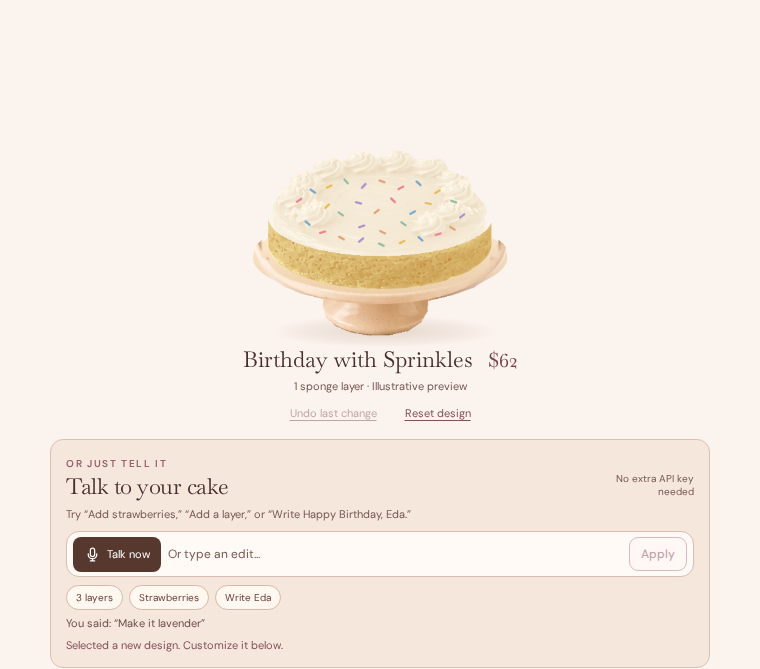 Birthday with Sprinkles $62
1 sponge layer · Illustrative preview
Undo last change Reset design
OR JUST TELL IT
Talk to your cake
No extra API key
needed
Try “Add strawberries,” “Add a layer,” or “Write Happy Birthday, Eda.”
Talk now Or type an edit… Apply
3 layers Strawberries Write Eda
You said: “Make it lavender”
Selected a new design. Customize it below.